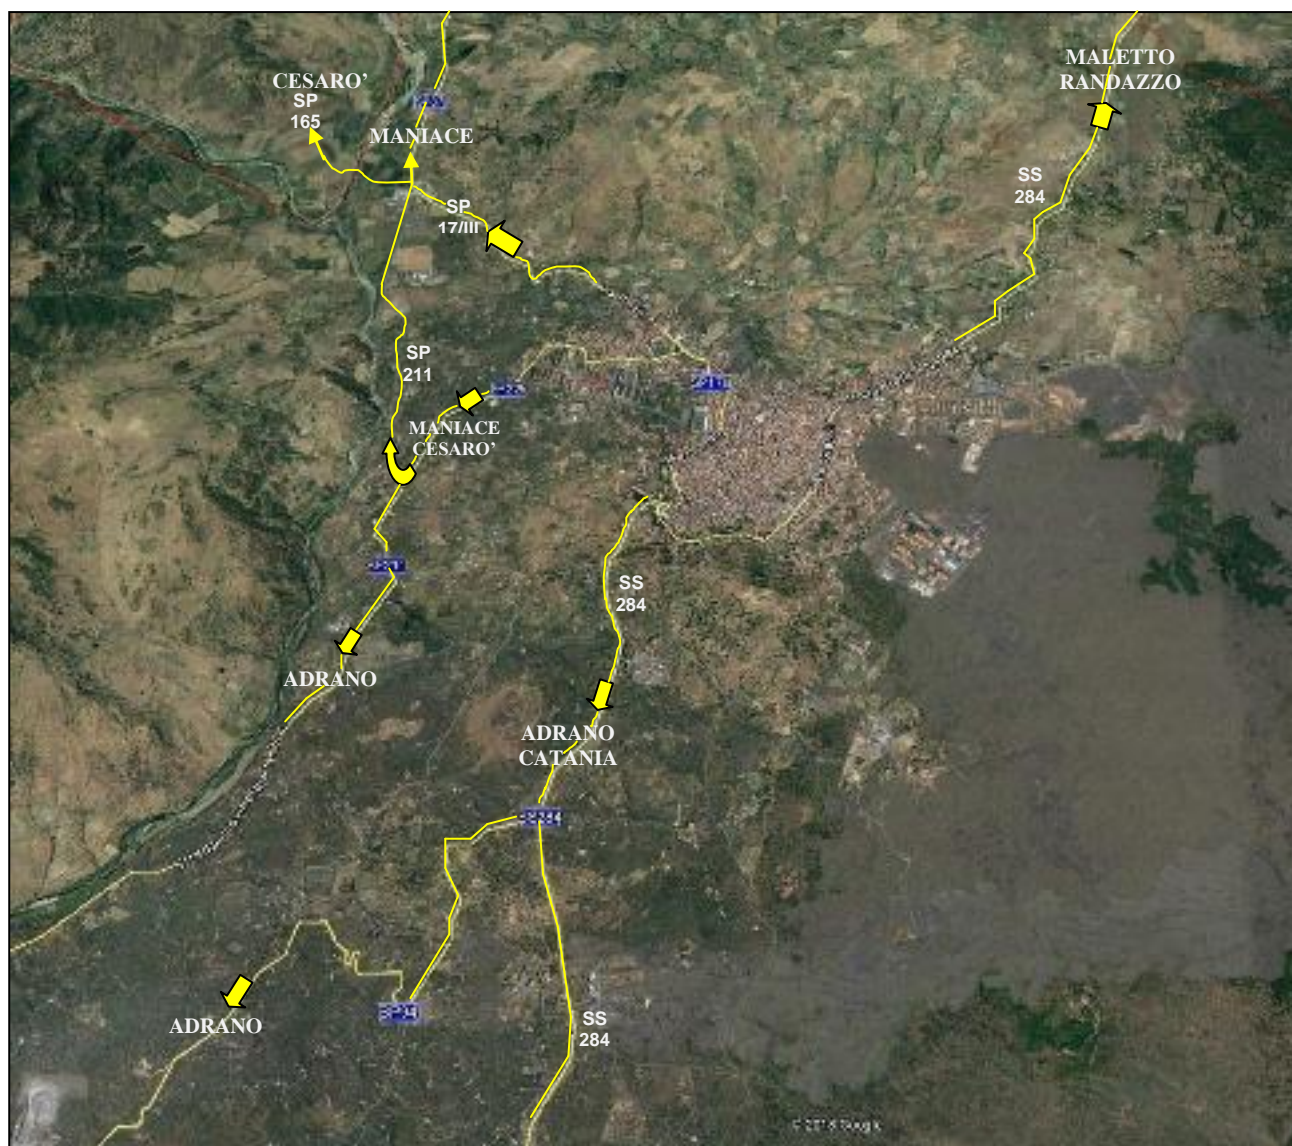 MALETTO
RANDAZZO
CESARO'
SP
165
MANIACE
SS
284
SP
17/III
SP
211
MANIACE
CESARO'
SS
284
ADRANO
ADRANO
CATANIA
ADRANO
SS
284